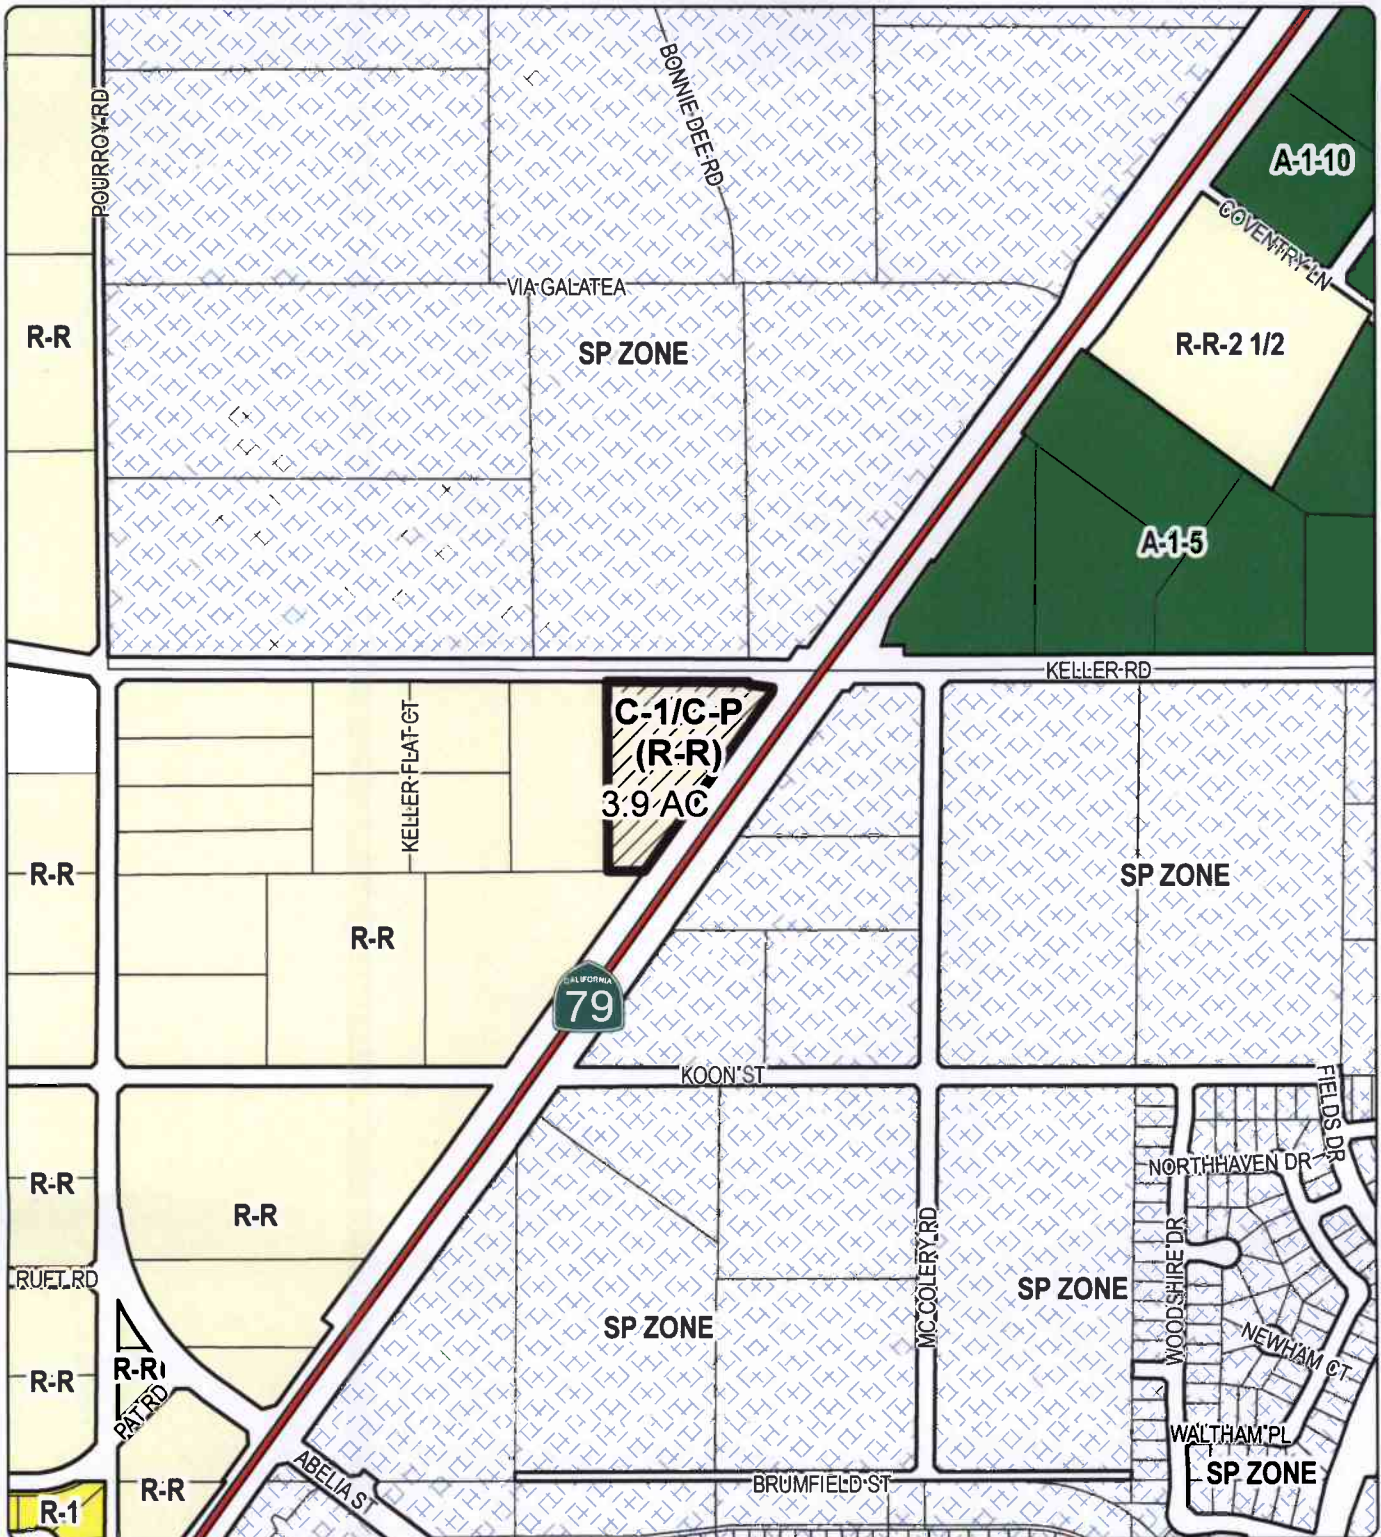 POURROY RD
BONNIE DEE RD
A-1-10
COVENTRY LN
VIA GALATEA
R-R
SP ZONE
R-R-2 1/2
A-1-5
KELLER RD
C-1/C-P
(R-R)
3.9 AC
KELLER FLAT CT
R-R
SP ZONE
R-R
CALIFORNIA
79
KOON ST
FIELDS DR
NORTHHAVEN DR
R-R
R-R
MC COLERY RD
WOODSHIRE DR
RUFT RD
SP ZONE
SP ZONE
NEWHAM CT
R-R
R-R
PAT RD
WALTHAM PL
SP ZONE
ABELIA ST
BRUMFIELD ST
R-R
R-1